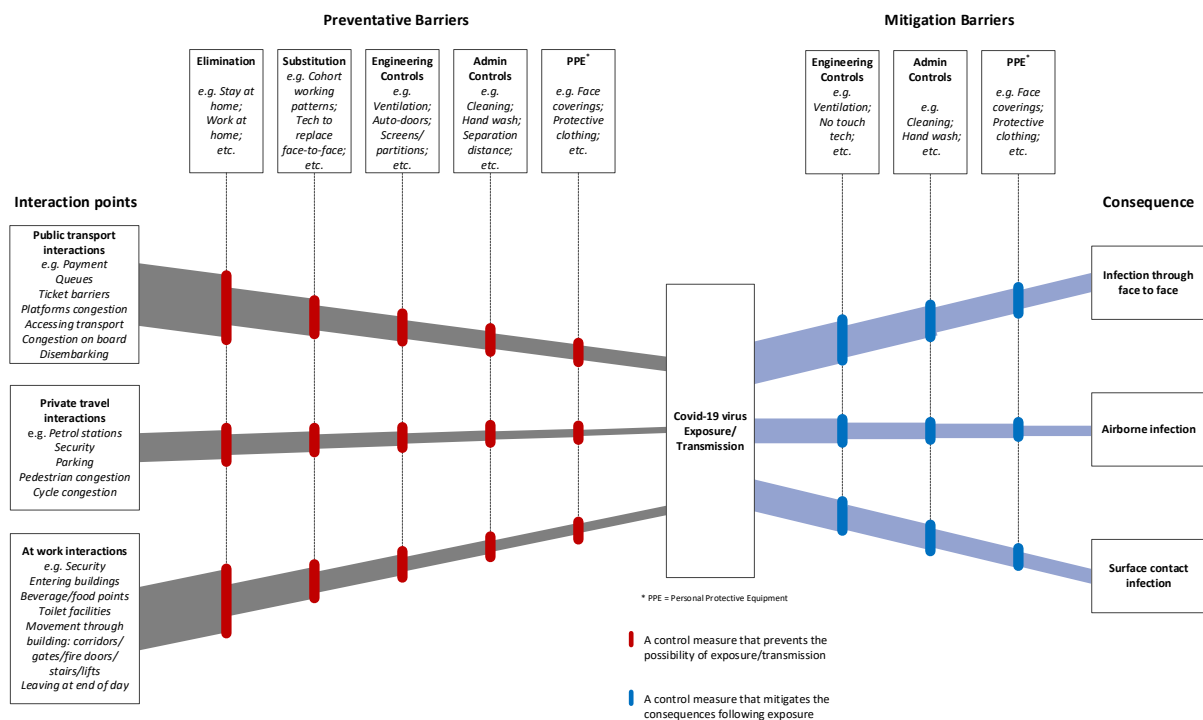 Preventative Barriers
Mitigation Barriers
Elimination
e.g. Stay at
home;
Work at
home;
etc.
Substitution
e.g. Cohort
working
patterns;
Tech to
replace
face-to-face;
etc.
Engineering
Controls
e.g.
Ventilation;
Auto-doors;
Screens/
partitions;
etc.
Admin
Controls
e.g.
Cleaning;
Hand wash;
Separation
distance;
etc.
PPE*
e.g. Face
coverings;
Protective
clothing;
etc.
Engineering
Controls
e.g.
Ventilation;
No touch
tech;
etc.
Admin
Controls
e.g.
Cleaning;
Hand wash;
etc.
PPE*
e.g. Face
coverings;
Protective
clothing;
etc.
Interaction points
Public transport
interactions
e.g. Payment
Queues
Ticket barriers
Platforms congestion
Accessing transport
Congestion on board
Disembarking
Private travel
interactions
e.g. Petrol stations
Security
Parking
Pedestrian congestion
Cycle congestion
At work interactions
e.g. Security
Entering buildings
Beverage/food points
Toilet facilities
Movement through
building: corridors/
gates/fire doors/
stairs/lifts
Leaving at end of day
Covid-19 virus
Exposure/
Transmission
Consequence
Infection through
face to face
Airborne infection
Surface contact
infection
* PPE = Personal Protective Equipment
A control measure that prevents the
possibility of exposure/transmission
A control measure that mitigates the
consequences following exposure